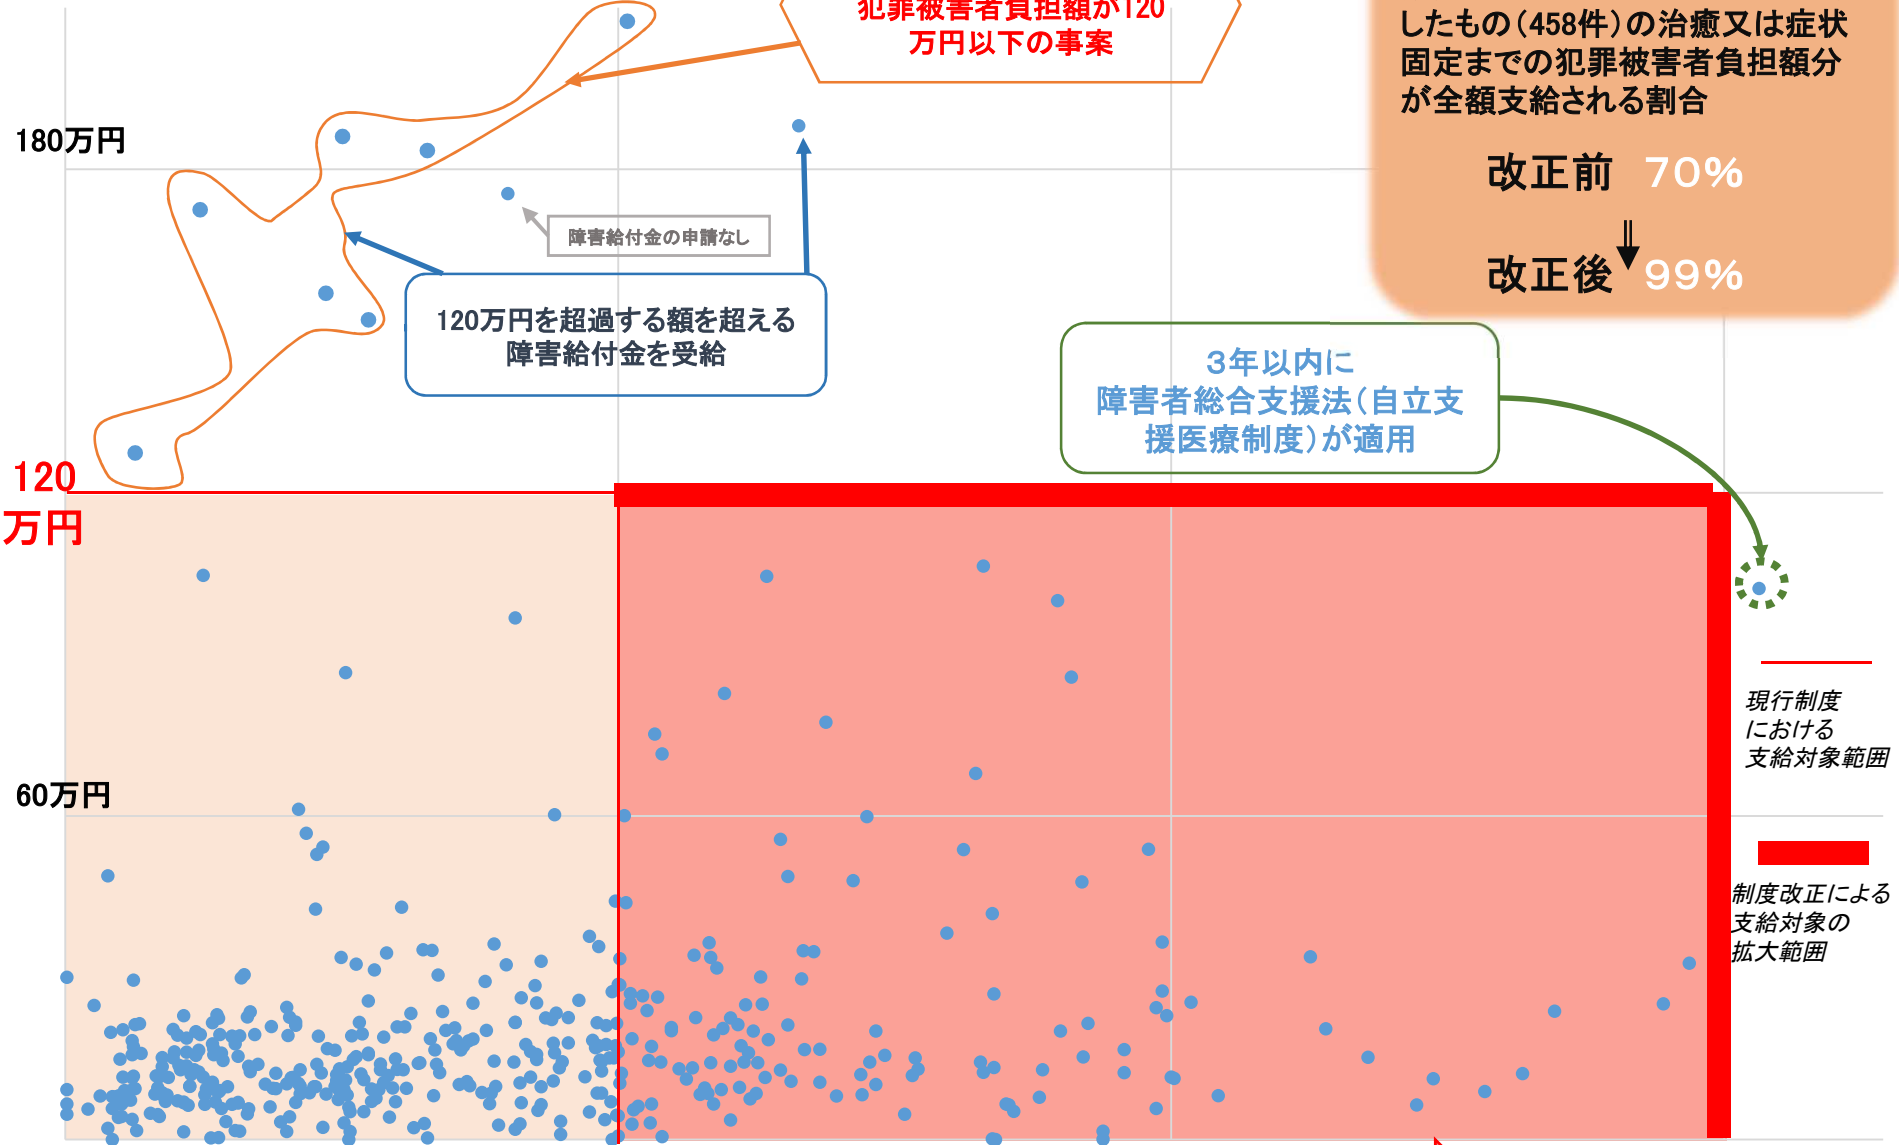 犯罪被害者負担額が120
万円以下の事案
したもの(458件)の治癒又は症状
固定までの犯罪被害者負担額分
が全額支給される割合
改正前 70%
改正後 99%
180万円
障害給付金の申請なし
120万円を超過する額を超える
障害給付金を受給
3年以内に
障害者総合支援法(自立支
援医療制度)が適用
120
万円
現行制度
における
支給対象範囲
60万円
制度改正による
支給対象の
拡大範囲